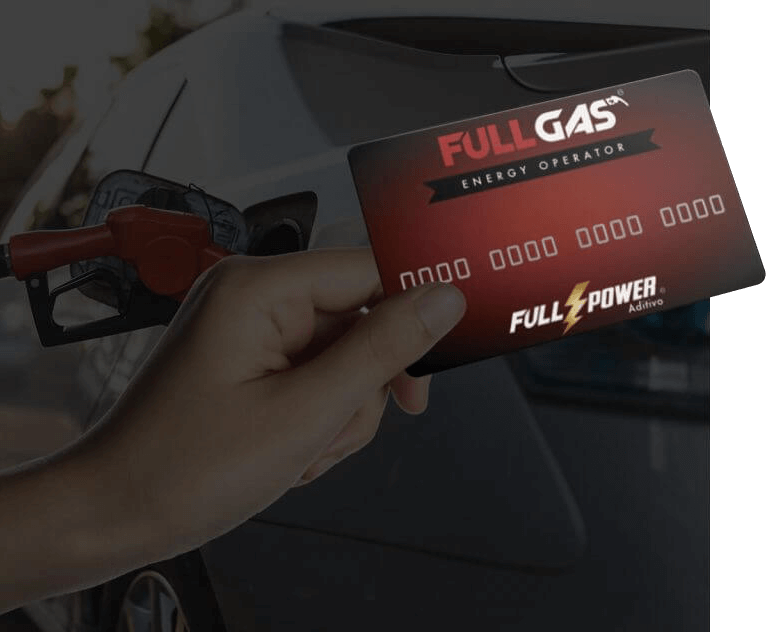 FULLGAS®
ENERGY OPERATOR
0000 0000 0000 0000
FULL POWER®
Aditivo